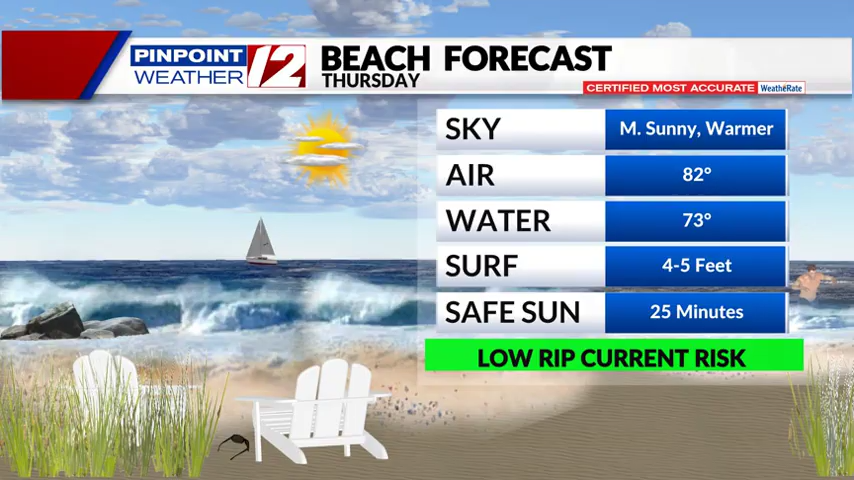 PINPOINT
WEATHER 12
BEACH FORECAST
THURSDAY
CERTIFIED MOST ACCURATE WeatheRate
SKY M. Sunny, Warmer
AIR 82°
WATER 73°
SURF 4-5 Feet
SAFE SUN 25 Minutes
LOW RIP CURRENT RISK